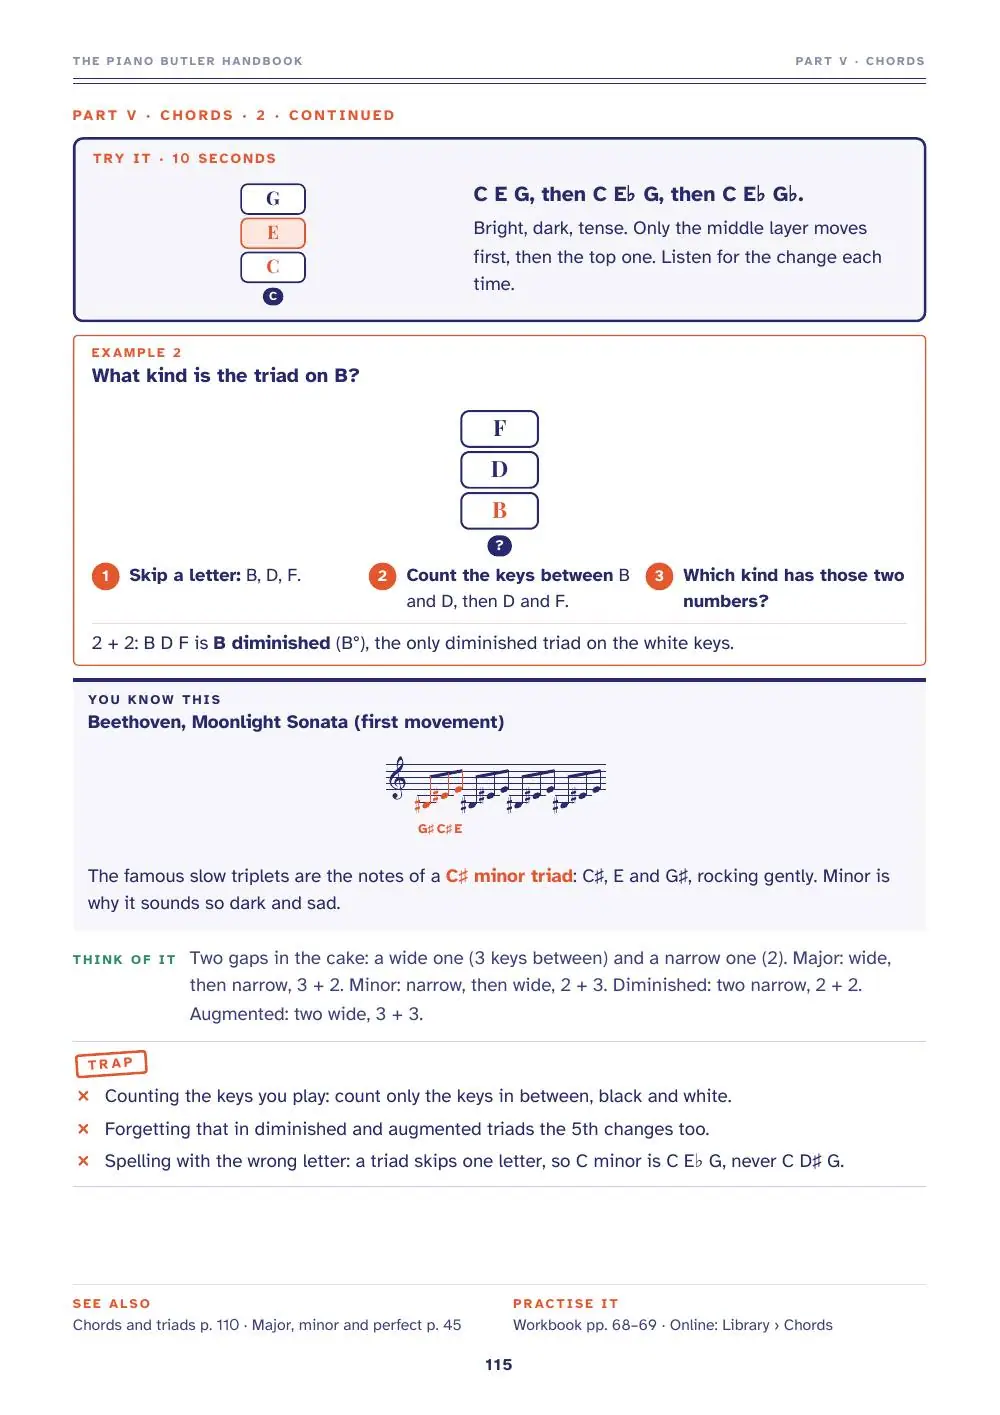 THE PIANO BUTLER HANDBOOK
PART V · CHORDS
PART V · CHORDS · 2 · CONTINUED
TRY IT · 10 SECONDS
G
E
C
C
C E G, then C E♭ G, then C E♭ G♭.
Bright, dark, tense. Only the middle layer moves
first, then the top one. Listen for the change each
time.
EXAMPLE 2
What kind is the triad on B?
F
D
B
?
1 Skip a letter: B, D, F.
2 Count the keys between B
and D, then D and F.
3 Which kind has those two
numbers?
2 + 2: B D F is B diminished (B°), the only diminished triad on the white keys.
YOU KNOW THIS
Beethoven, Moonlight Sonata (first movement)
G♯ C♯ E
The famous slow triplets are the notes of a C♯ minor triad: C♯, E and G♯, rocking gently. Minor is
why it sounds so dark and sad.
THINK OF IT
Two gaps in the cake: a wide one (3 keys between) and a narrow one (2). Major: wide,
then narrow, 3 + 2. Minor: narrow, then wide, 2 + 3. Diminished: two narrow, 2 + 2.
Augmented: two wide, 3 + 3.
TRAP
× Counting the keys you play: count only the keys in between, black and white.
× Forgetting that in diminished and augmented triads the 5th changes too.
× Spelling with the wrong letter: a triad skips one letter, so C minor is C E♭ G, never C D♯ G.
SEE ALSO
Chords and triads p. 110 · Major, minor and perfect p. 45
PRACTISE IT
Workbook pp. 68–69 · Online: Library › Chords
115